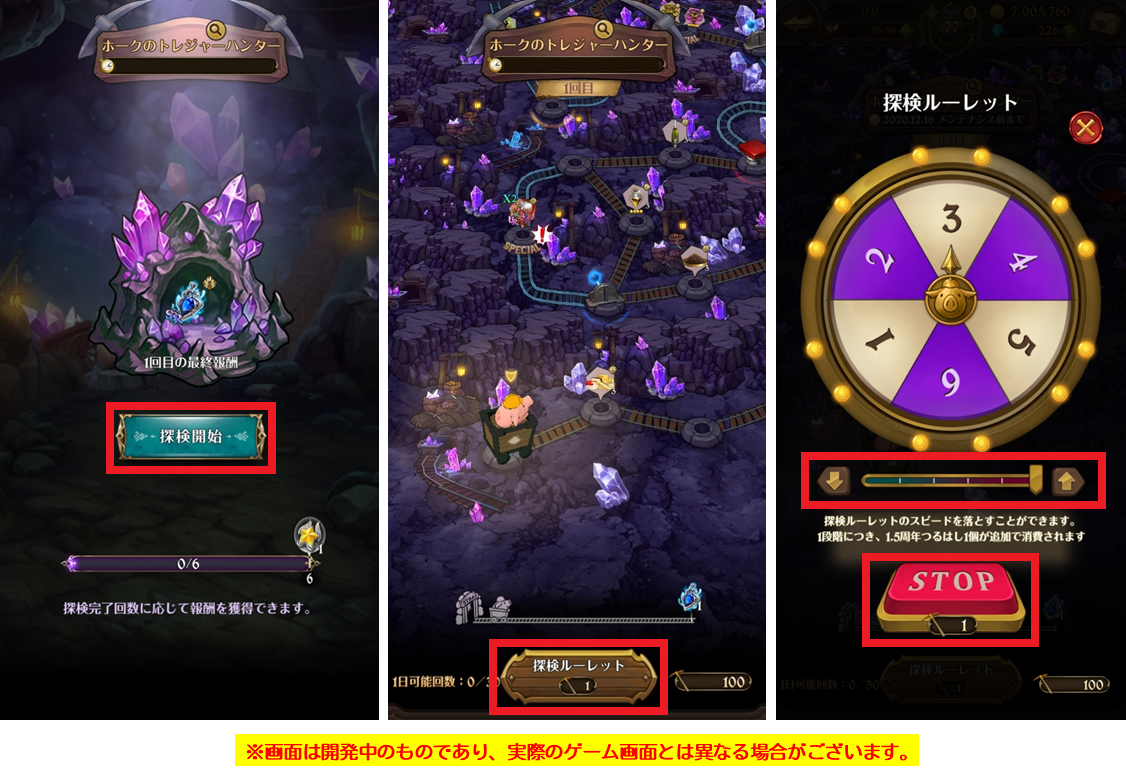 ホークのトレジャーハンター
1回目の最終報酬
探検開始
1
0/6
6
探検完了回数に応じて報酬を獲得できます。
ホークのトレジャーハンター
1回目
X2
SPECIAL
1
1日可能回数：0/30
探検ルーレット
1
100
7,005,760
226
探検ルーレット
2020.12.16 メンテナンス前まで
3
2
4
1
5
6
探検ルーレットのスピードを落とすことができます。
1段階につき、1.5周年つるはし1個が追加で消費されます
STOP
1
探検ルーレット
1日可能回数：0/30
1
100
※画面は開発中のものであり、実際のゲーム画面とは異なる場合がございます。